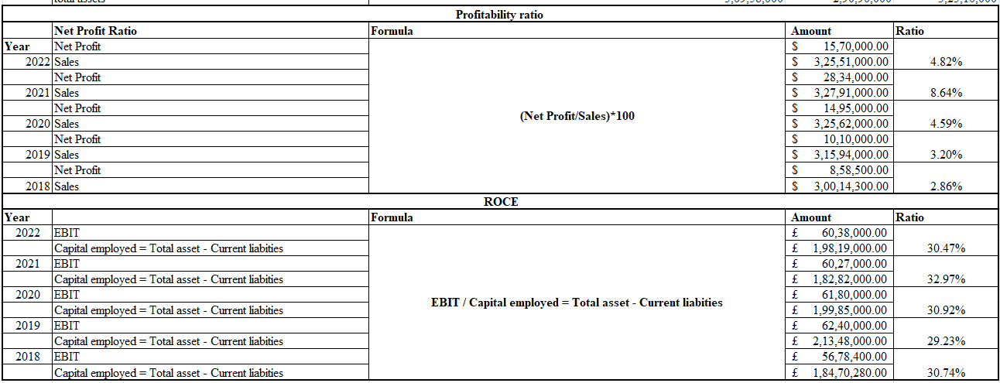 Profitability ratio
Net Profit Ratio Formula Amount Ratio
Year Net Profit $ 15,70,000.00
2022 Sales $ 3,25,51,000.00 4.82%
Net Profit $ 28,34,000.00
2021 Sales $ 3,27,91,000.00 8.64%
Net Profit $ 14,95,000.00
(Net Profit/Sales)*100
2020 Sales $ 3,25,62,000.00 4.59%
Net Profit $ 10,10,000.00
2019 Sales $ 3,15,94,000.00 3.20%
Net Profit $ 8,58,500.00
2018 Sales $ 3,00,14,300.00 2.86%
ROCE
Year Formula Amount Ratio
2022 EBIT £ 60,38,000.00
Capital employed = Total asset - Current liabities £ 1,98,19,000.00 30.47%
2021 EBIT £ 60,27,000.00
Capital employed = Total asset - Current liabities £ 1,82,82,000.00 32.97%
2020 EBIT £ 61,80,000.00
EBIT / Capital employed = Total asset - Current liabities
Capital employed = Total asset - Current liabities £ 1,99,85,000.00 30.92%
2019 EBIT £ 62,40,000.00
Capital employed = Total asset - Current liabities £ 2,13,48,000.00 29.23%
2018 EBIT £ 56,78,400.00
Capital employed = Total asset - Current liabities £ 1,84,70,280.00 30.74%